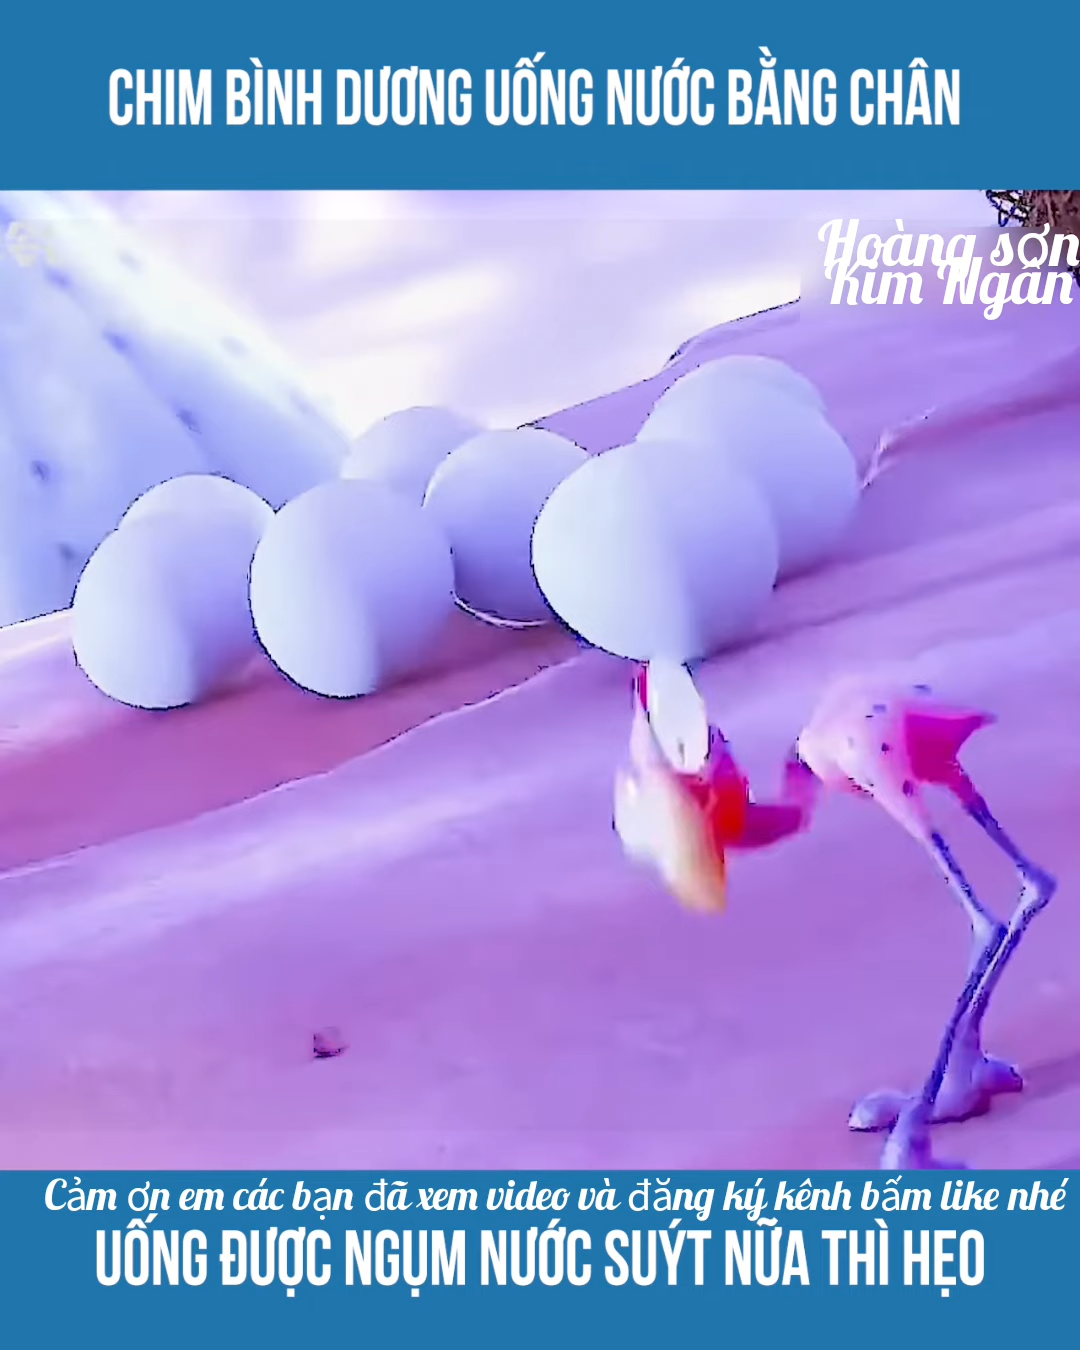 CHIM BÌNH DƯƠNG UỐNG NƯỚC BẰNG CHÂN
Hoàng sơn
Kim Ngân
Cảm ơn em các bạn đã xem video và đăng ký kênh bấm like nhé
UỐNG ĐƯỢC NGỤM NƯỚC SUÝT NỮA THÌ HẸO